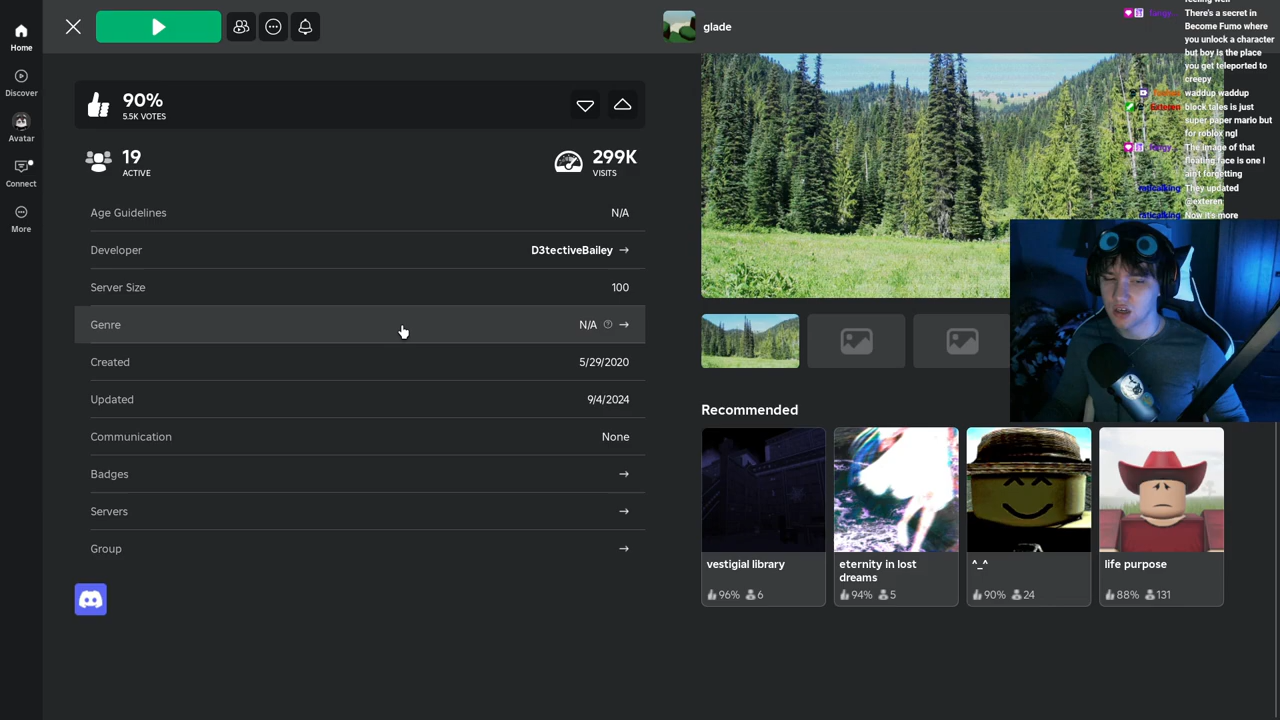 Home
Discover
Avatar
Connect
More
glade
90%
5.5K VOTES
19
ACTIVE
299K
VISITS
Age Guidelines
N/A
Developer
D3tectiveBailey
Server Size
100
Genre
N/A
Created
5/29/2020
Updated
9/4/2024
Communication
None
Badges
Servers
Group
Recommended
vestigial library
96% 6
eternity in lost
dreams
94% 5
^_^
90% 24
life purpose
88% 131
feeling well
There's a secret in
Become Fumo where
you unlock a character
but boy is the place
you get teleported to
creepy
waddup waddup
block tales is just
super paper mario but
for roblox ngl
The image of that
floating face is one I
ain't forgetting
raticalking They updated
@exteren
raticalking Now it's more